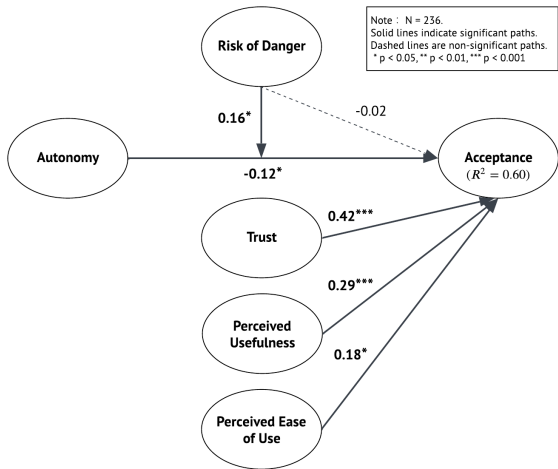 Note : N = 236.
Solid lines indicate significant paths.
Dashed lines are non-significant paths.
* p < 0.05, ** p < 0.01, *** p < 0.001
Risk of Danger
0.16*
-0.02
Autonomy
-0.12*
Acceptance
(R² = 0.60)
Trust
0.42***
Perceived
Usefulness
0.29***
Perceived Ease
of Use
0.18*